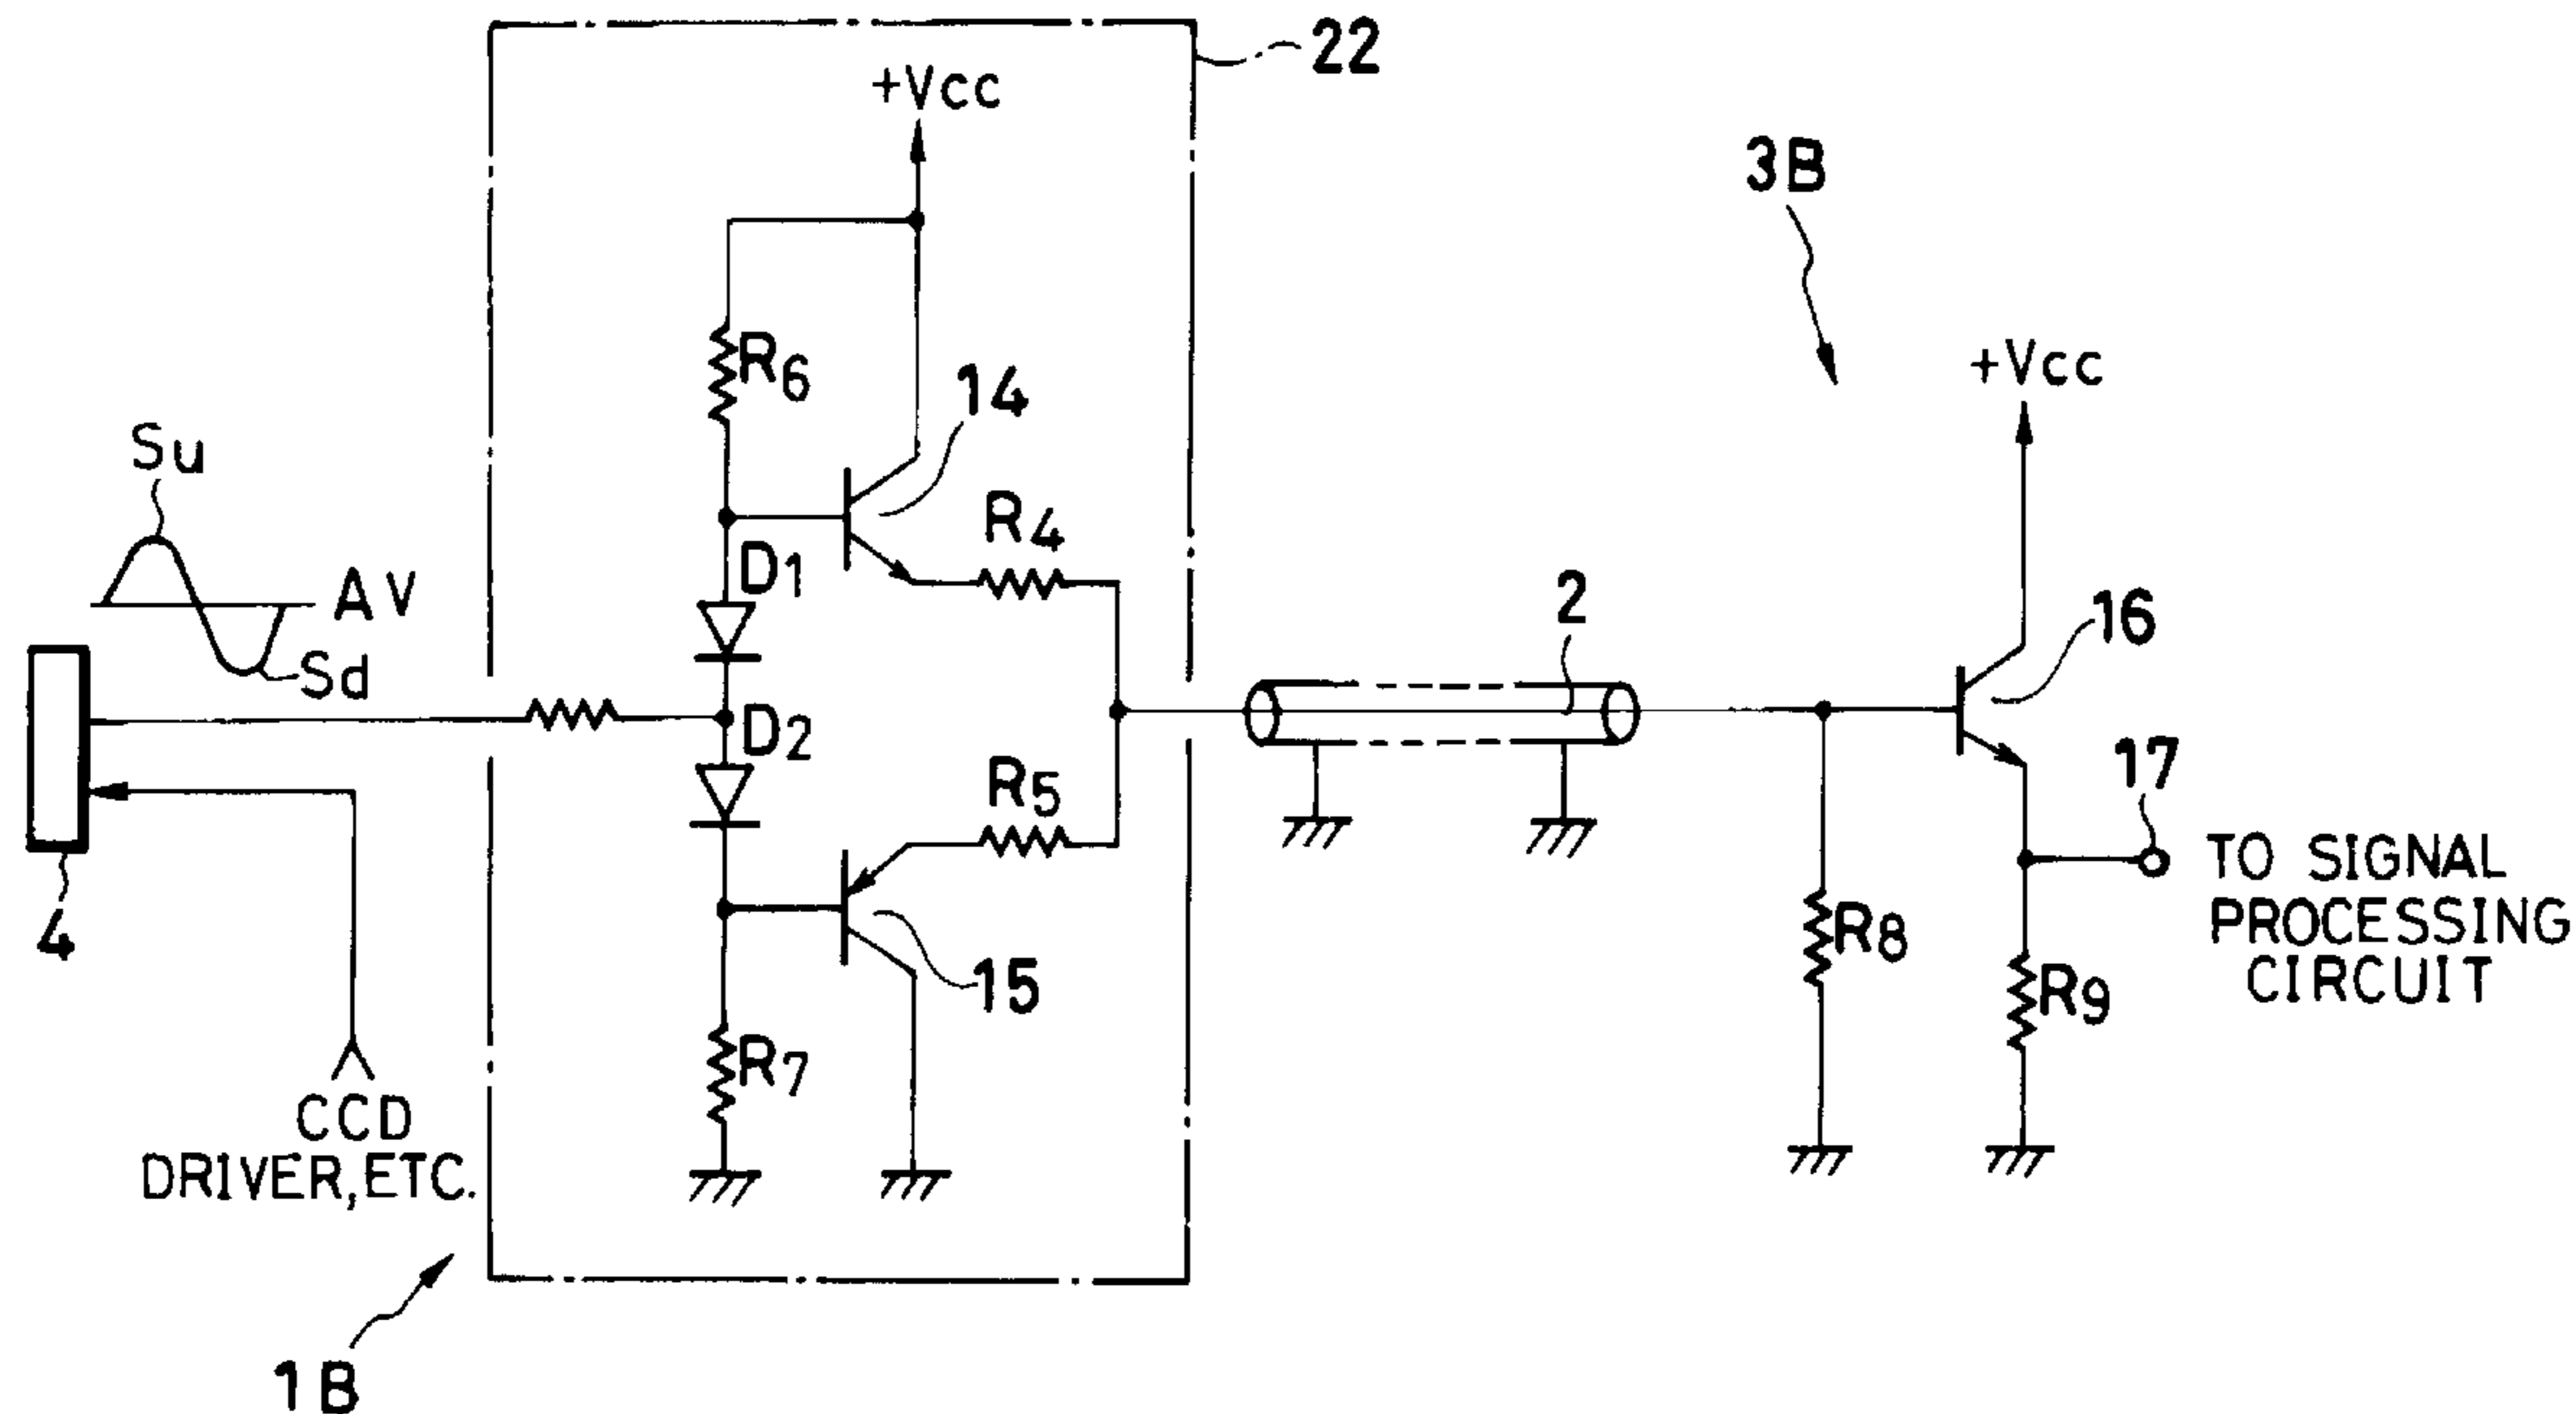 22
+Vcc
3B
+Vcc
R6
14
Su
R4
D1
AV
2
16
Sd
D2
17
R5
TO SIGNAL
PROCESSING
CIRCUIT
4
R8
15
R9
R7
CCD
DRIVER, ETC.
1B